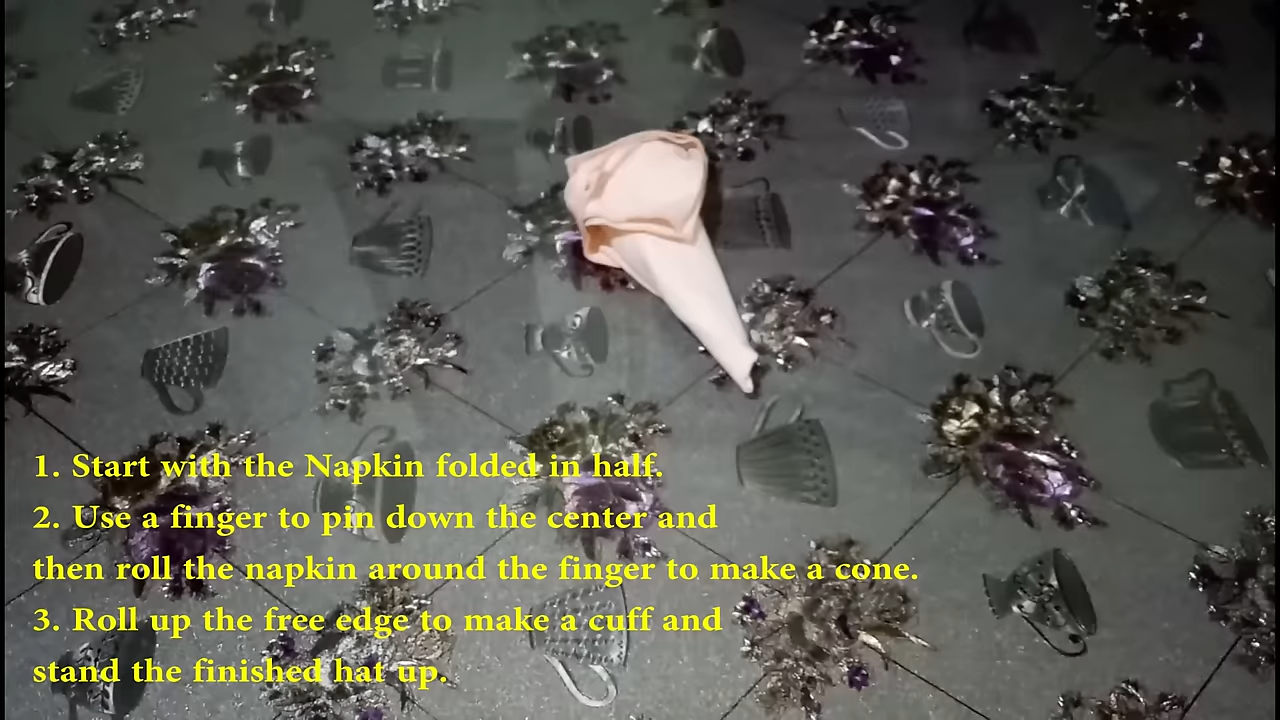 1. Start with the Napkin folded in half.
2. Use a finger to pin down the center and
then roll the napkin around the finger to make a cone.
3. Roll up the free edge to make a cuff and
stand the finished hat up.